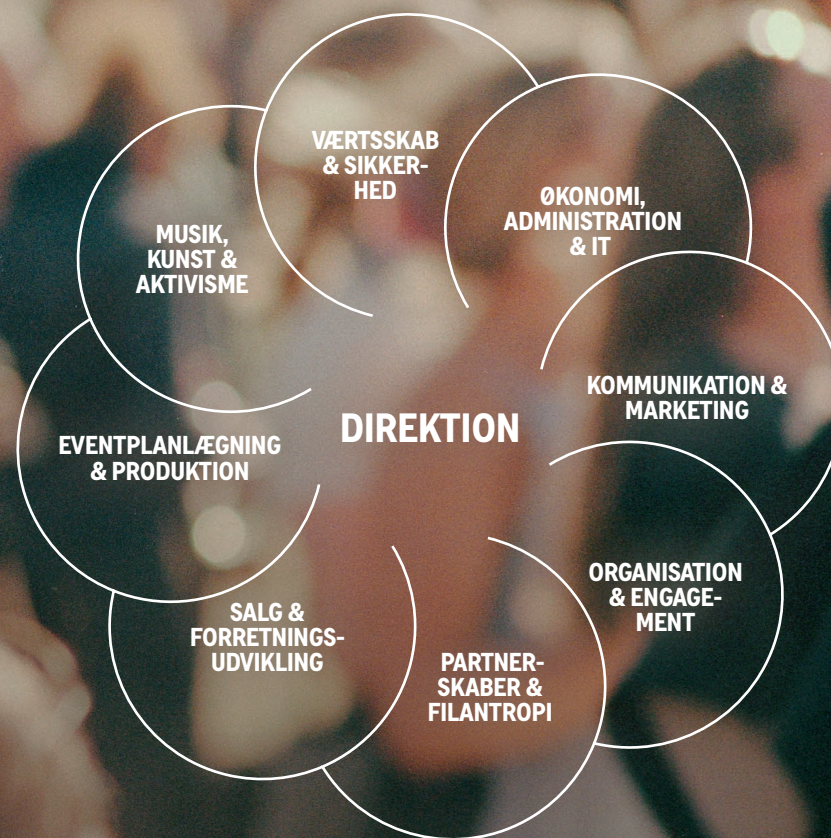 VÆRTSSKAB
& SIKKER-
HED
ØKONOMI,
ADMINISTRATION
& IT
MUSIK,
KUNST &
AKTIVISME
KOMMUNIKATION &
MARKETING
DIREKTION
EVENTPLANLÆGNING
& PRODUKTION
ORGANISATION
& ENGAGE-
MENT
SALG &
FORRETNINGS-
UDVIKLING
PARTNER-
SKABER &
FILANTROPI